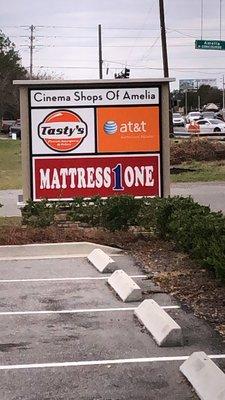 Amelia
Cinema Shops Of Amelia
Tasty's
at&t
MATTRESS 1 ONE